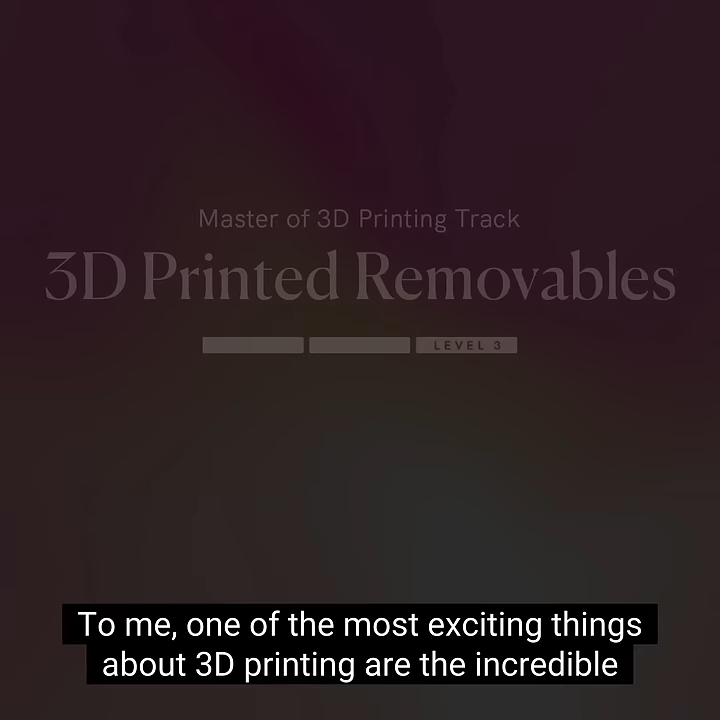 Master of 3D Printing Track
3D Printed Removables
LEVEL 3
To me, one of the most exciting things
about 3D printing are the incredible